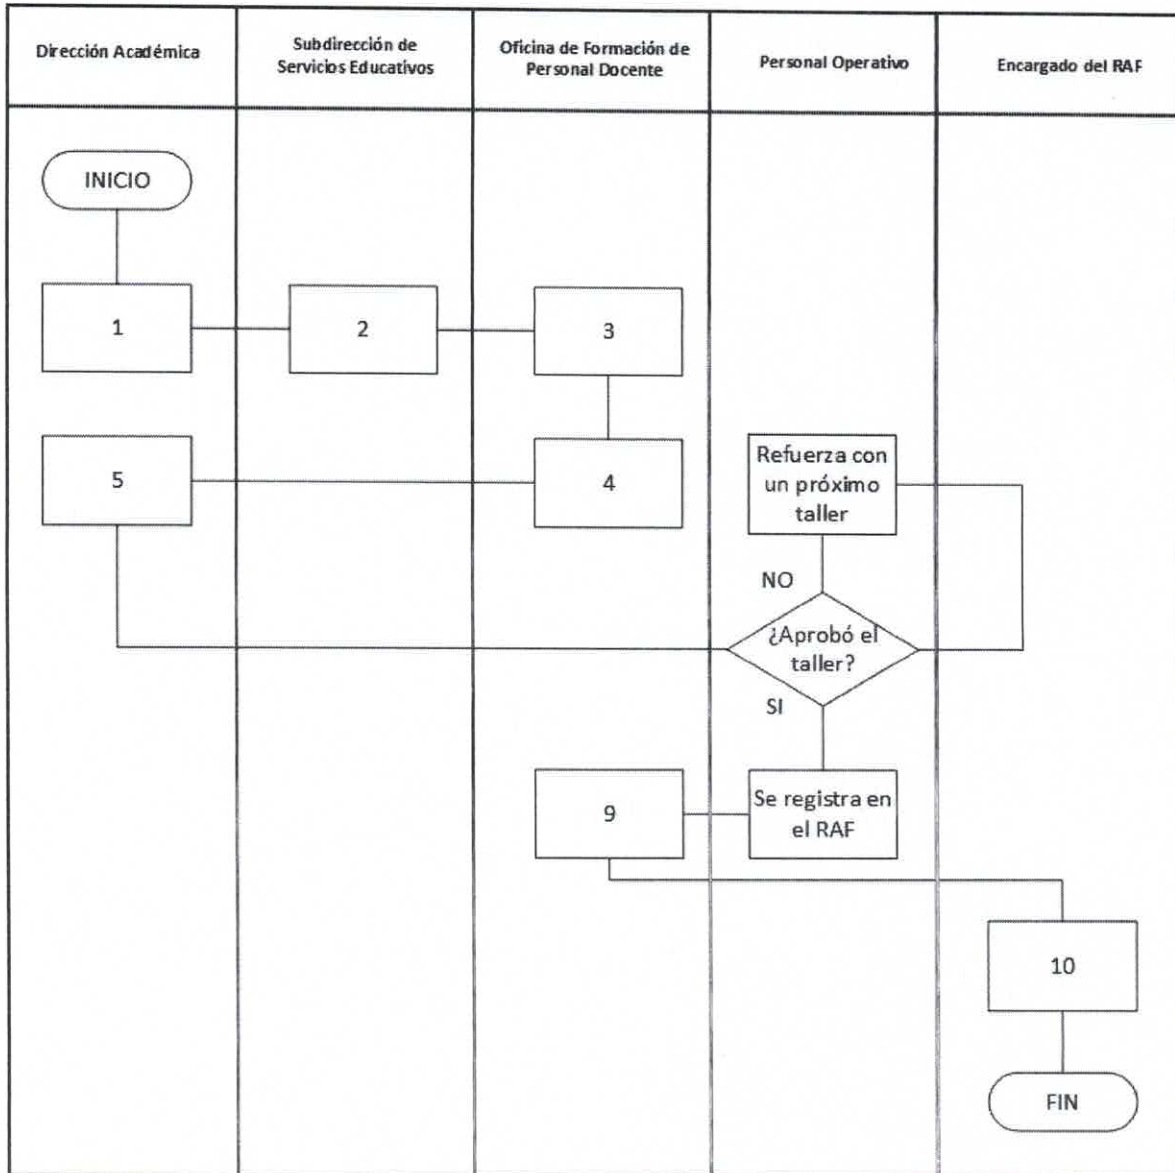 Dirección Académica
Subdirección de
Servicios Educativos
Oficina de Formación de
Personal Docente
Personal Operativo
Encargado del RAF
INICIO
1
2
3
5
4
Refuerza con
un próximo
taller
NO
¿Aprobó el
taller?
SI
9
Se registra en
el RAF
10
FIN